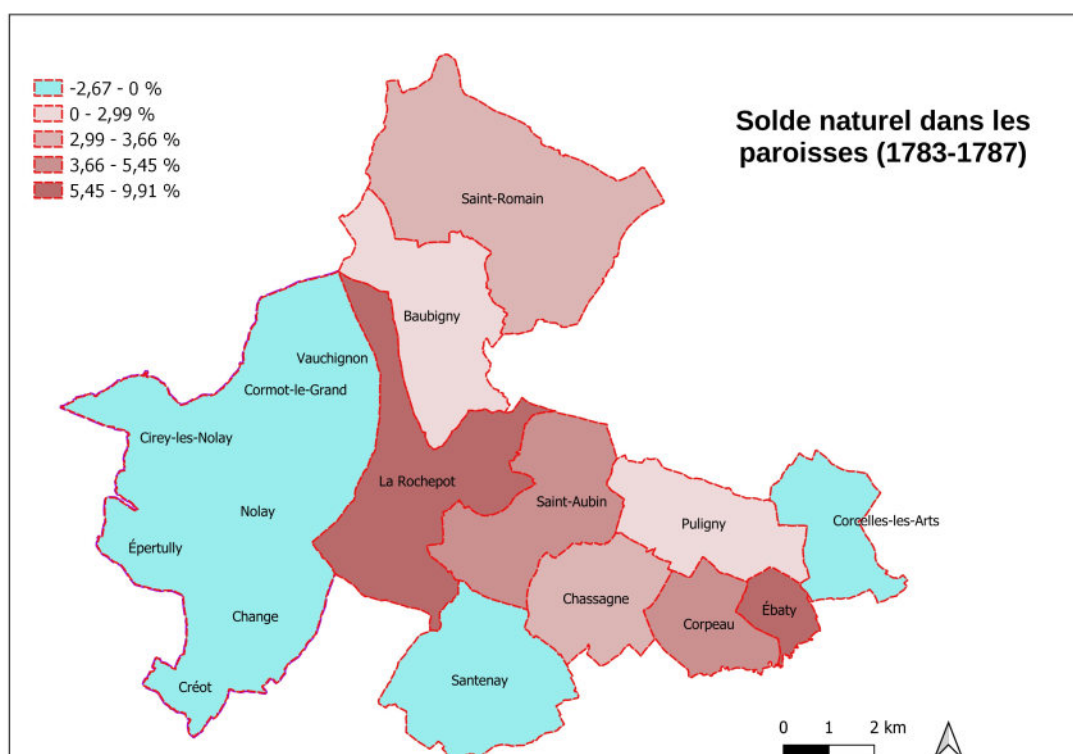 -2,67 - 0 %
0 - 2,99 %
2,99 - 3,66 %
3,66 - 5,45 %
5,45 - 9,91 %
Solde naturel dans les
paroisses (1783-1787)
Saint-Romain
Baubigny
Vauchignon
Cormot-le-Grand
Cirey-les-Nolay
La Rochepot
Saint-Aubin
Nolay
Puligny
Corcelles-les-Arts
Épertully
Chassagne
Ébaty
Change
Corpeau
Créot
Santenay
0 1 2 km